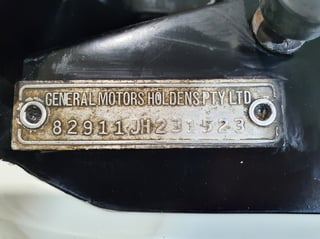 GENERAL MOTORS HOLDENS PTY LTD
82911JH231523